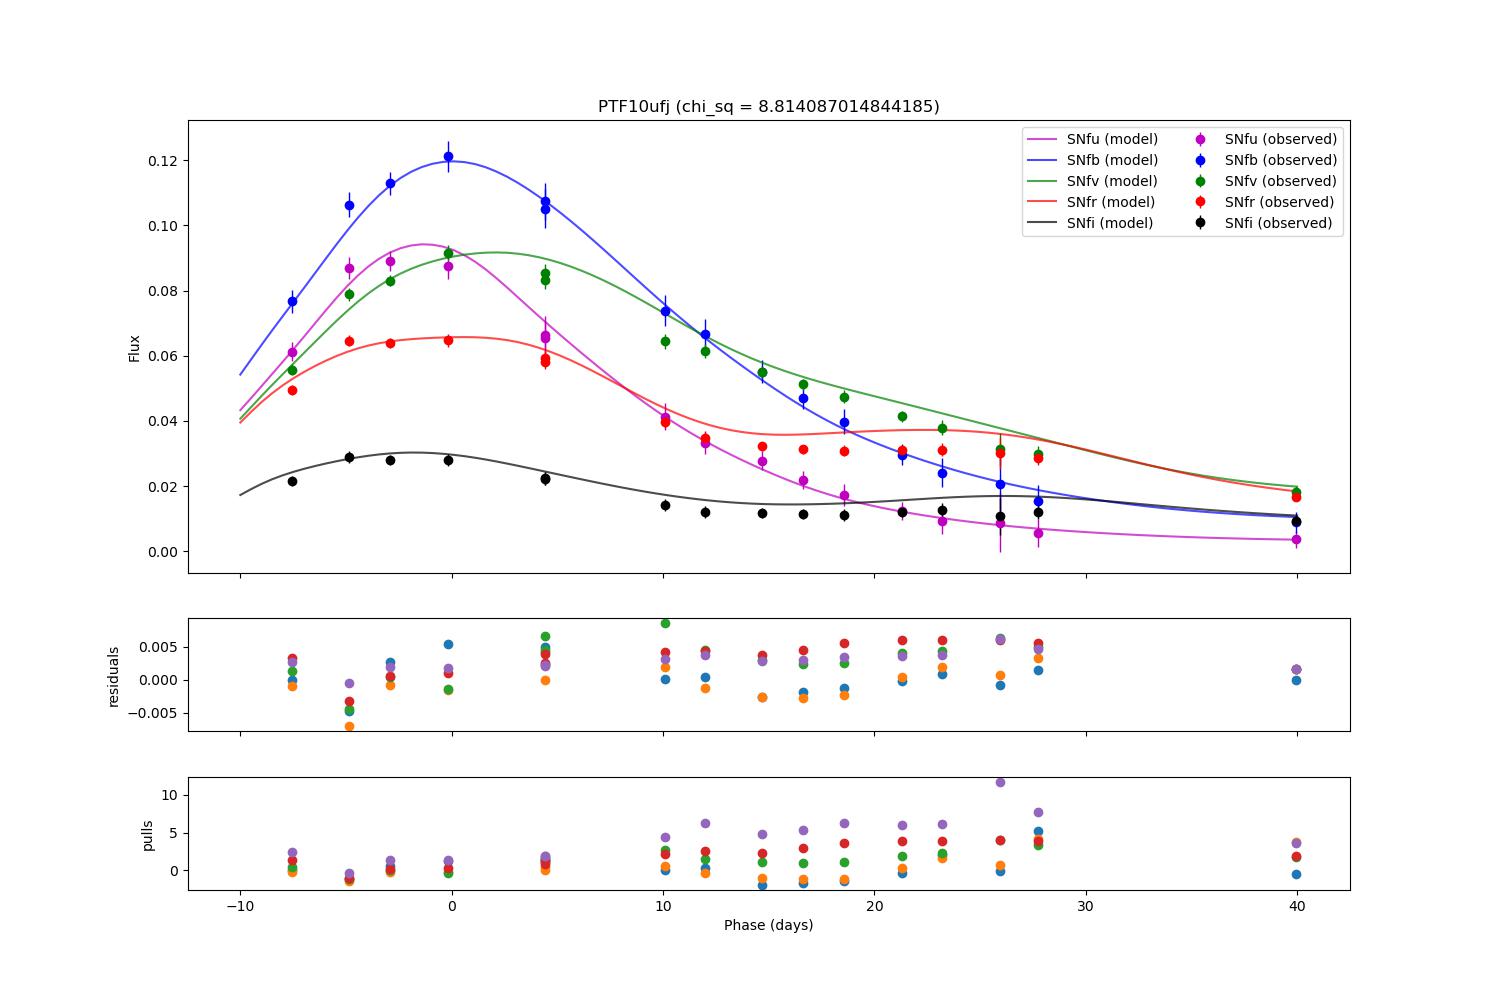 PTF10ufj (chi_sq = 8.814087014844185)
SNfu (model) SNfu (observed)
SNfb (model) SNfb (observed)
SNfv (model) SNfv (observed)
SNfr (model) SNfr (observed)
SNfi (model) SNfi (observed)
0.12
0.10
0.08
0.06
0.04
0.02
0.00
Flux
0.005
0.000
−0.005
residuals
10
5
0
pulls
−10 0 10 20 30 40
Phase (days)